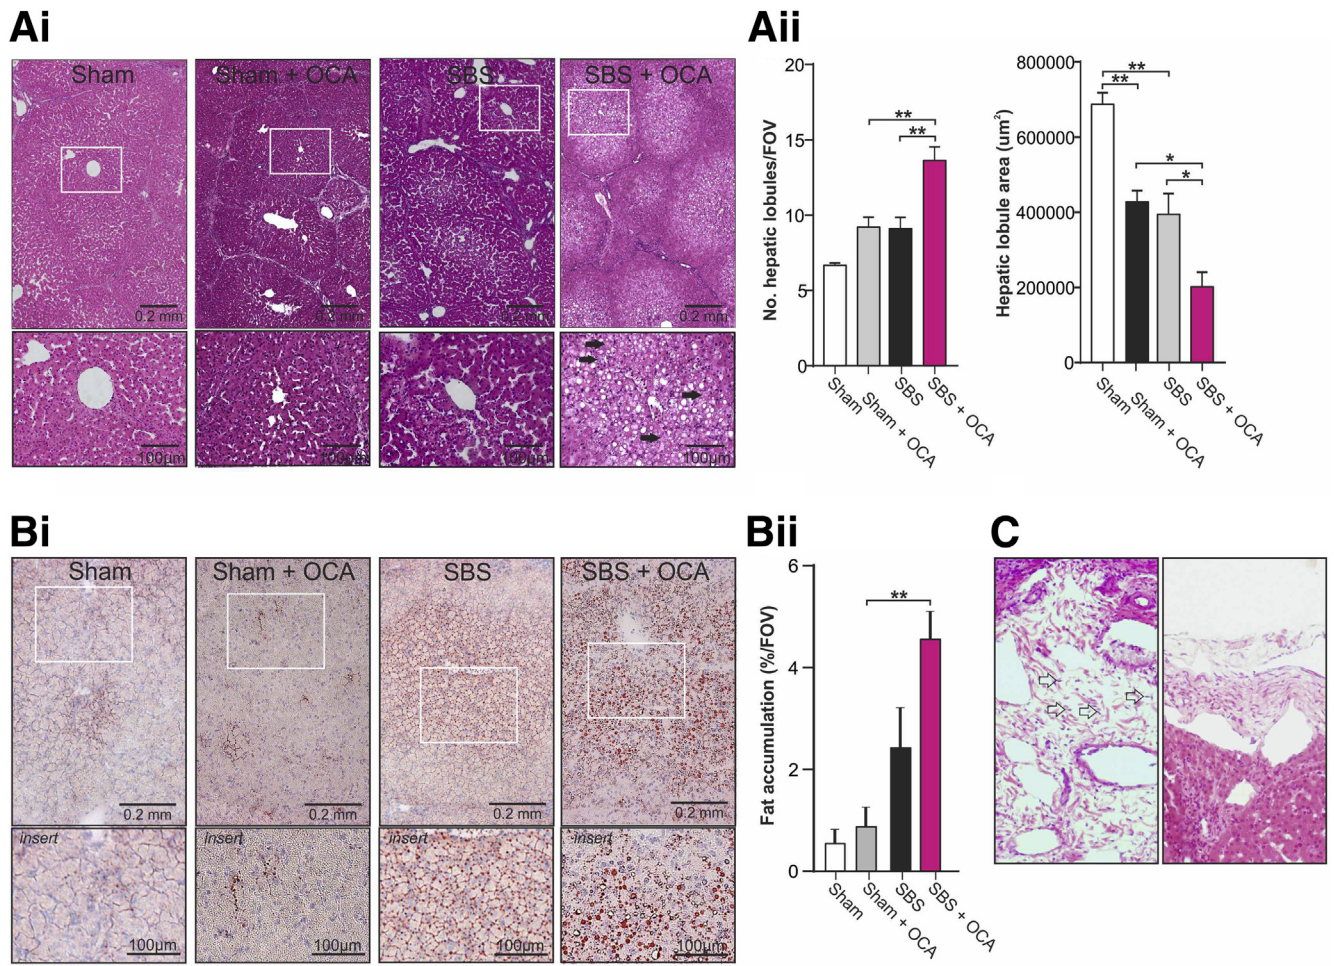 Ai
Sham
Sham + OCA
SBS
SBS + OCA
0.2 mm
0.2 mm
0.2 mm
0.2 mm
100µm
100µm
100µm
100µm
Aii
No. hepatic lobules/FOV
20
15
10
5
0
**
**
Sham
Sham + OCA
SBS
SBS + OCA
Hepatic lobule area (um²)
800000
600000
400000
200000
0
**
**
*
*
Sham
Sham + OCA
SBS
SBS + OCA
Bi
Sham
Sham + OCA
SBS
SBS + OCA
0.2 mm
0.2 mm
0.2 mm
0.2 mm
insert
insert
insert
insert
100µm
100µm
100µm
100µm
Bii
Fat accumulation (%/FOV)
6
4
2
0
**
Sham
Sham + OCA
SBS
SBS + OCA
C